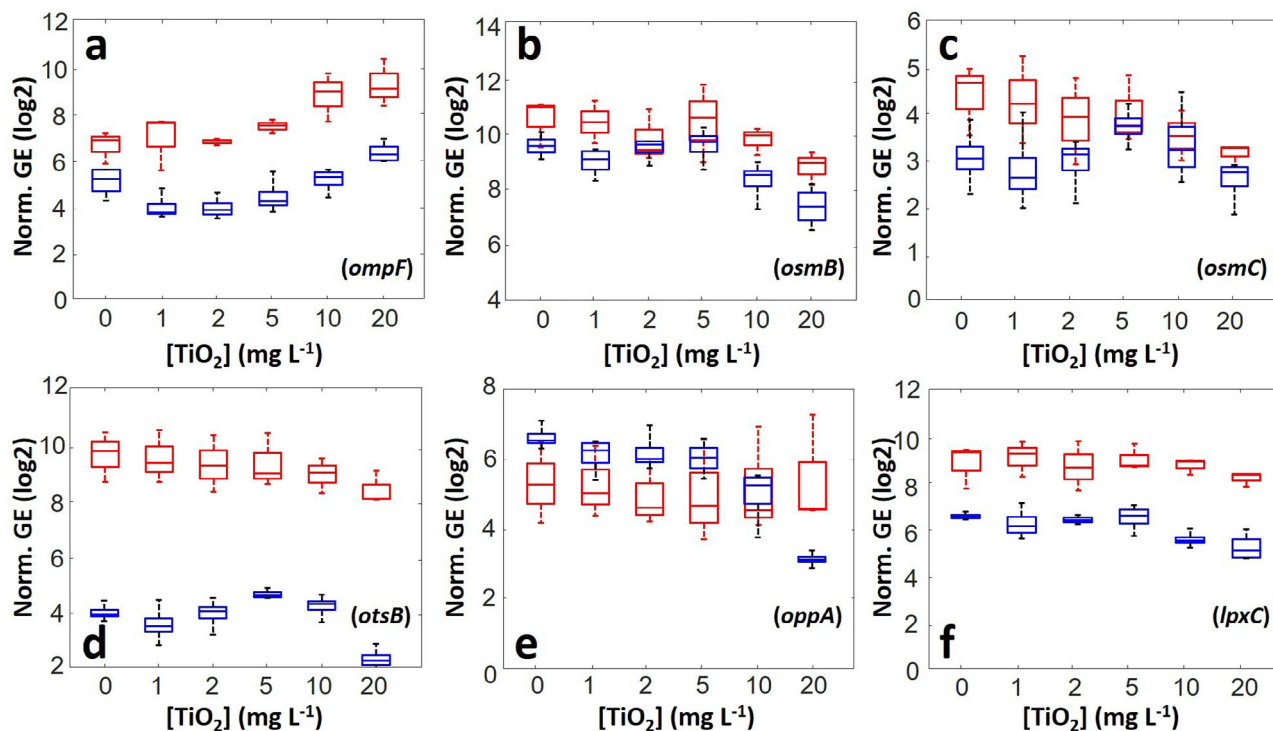 a
Norm. GE (log2)
12
10
8
6
4
2
0
(ompF)
0 1 2 5 10 20
[TiO2] (mg L-1)
b
Norm. GE (log2)
14
12
10
8
6
4
(osmB)
0 1 2 5 10 20
[TiO2] (mg L-1)
c
Norm. GE (log2)
6
5
4
3
2
1
0
(osmC)
0 1 2 5 10 20
[TiO2] (mg L-1)
d
Norm. GE (log2)
12
10
8
6
4
2
(otsB)
0 1 2 5 10 20
[TiO2] (mg L-1)
e
Norm. GE (log2)
8
6
4
2
0
(oppA)
0 1 2 5 10 20
[TiO2] (mg L-1)
f
Norm. GE (log2)
12
10
8
6
4
2
0
(lpxC)
0 1 2 5 10 20
[TiO2] (mg L-1)